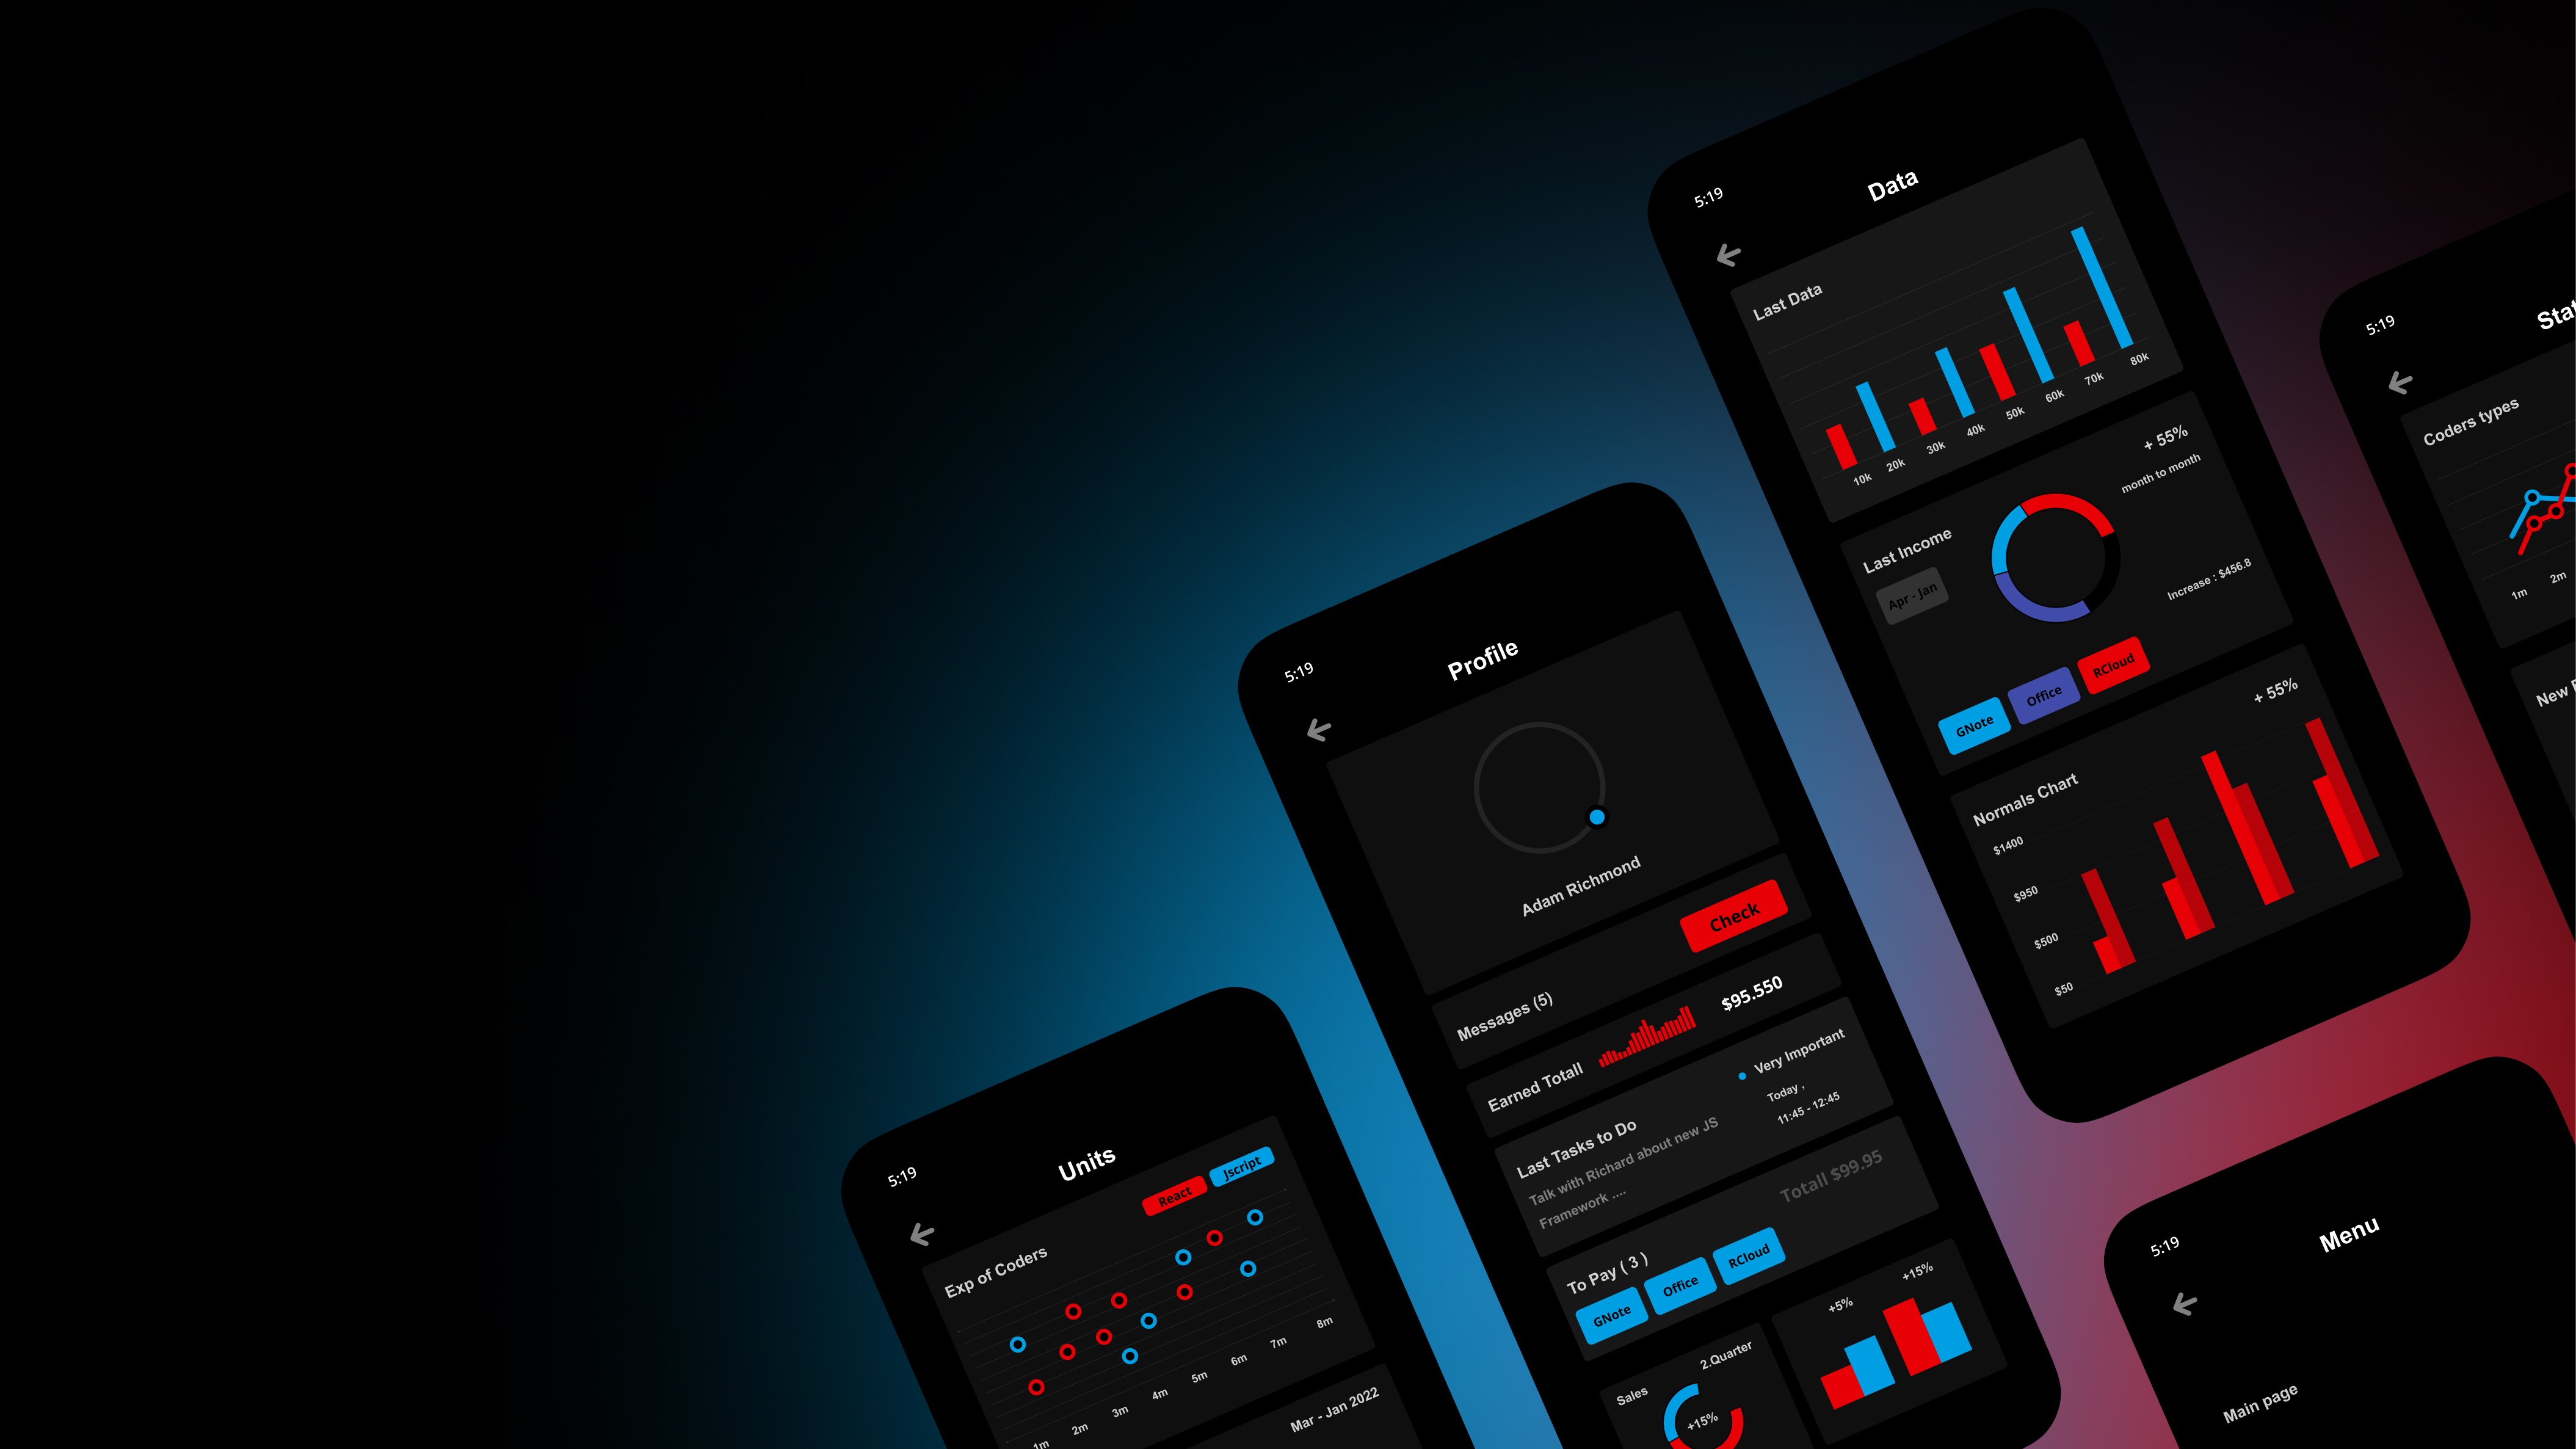 5:19
Units
React
Jscript
Exp of Coders
1m
2m
3m
4m
5m
6m
7m
8m
Mar - Jan 2022
5:19
Profile
Adam Richmond
Messages (5)
Check
Earned Totall
$95.550
Last Tasks to Do
Very Important
Talk with Richard about new JS
Framework ....
Today ,
11:45 - 12:45
To Pay ( 3 )
Totall $99.95
GNote
Office
RCloud
Sales
2.Quarter
+15%
+5%
+15%
5:19
Data
Last Data
10k
20k
30k
40k
50k
60k
70k
80k
Last Income
+ 55%
month to month
Apr - Jan
Increase : $456.8
GNote
Office
RCloud
Normals Chart
+ 55%
$1400
$950
$500
$50
5:19
Coders types
1m
2m
New
5:19
Menu
Main page